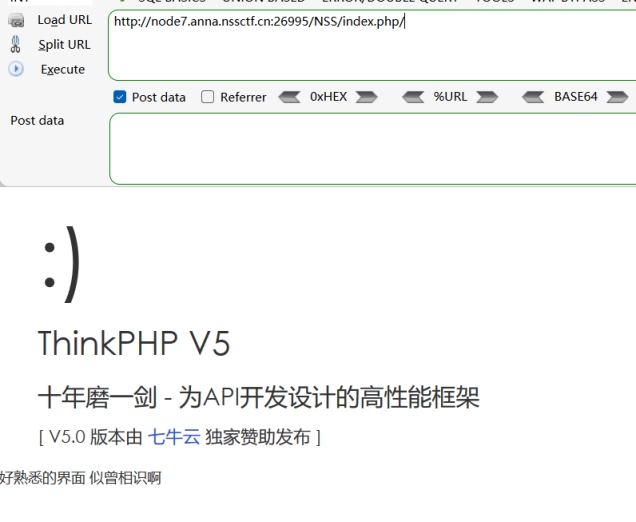 Load URL
http://node7.anna.nssctf.cn:26995/NSS/index.php/
Split URL
Execute
Post data Referrer 0xHEX %URL BASE64
Post data
:)
ThinkPHP V5
十年磨一剑 - 为API开发设计的高性能框架
[ V5.0 版本由 七牛云 独家赞助发布 ]
好熟悉的界面 似曾相识啊